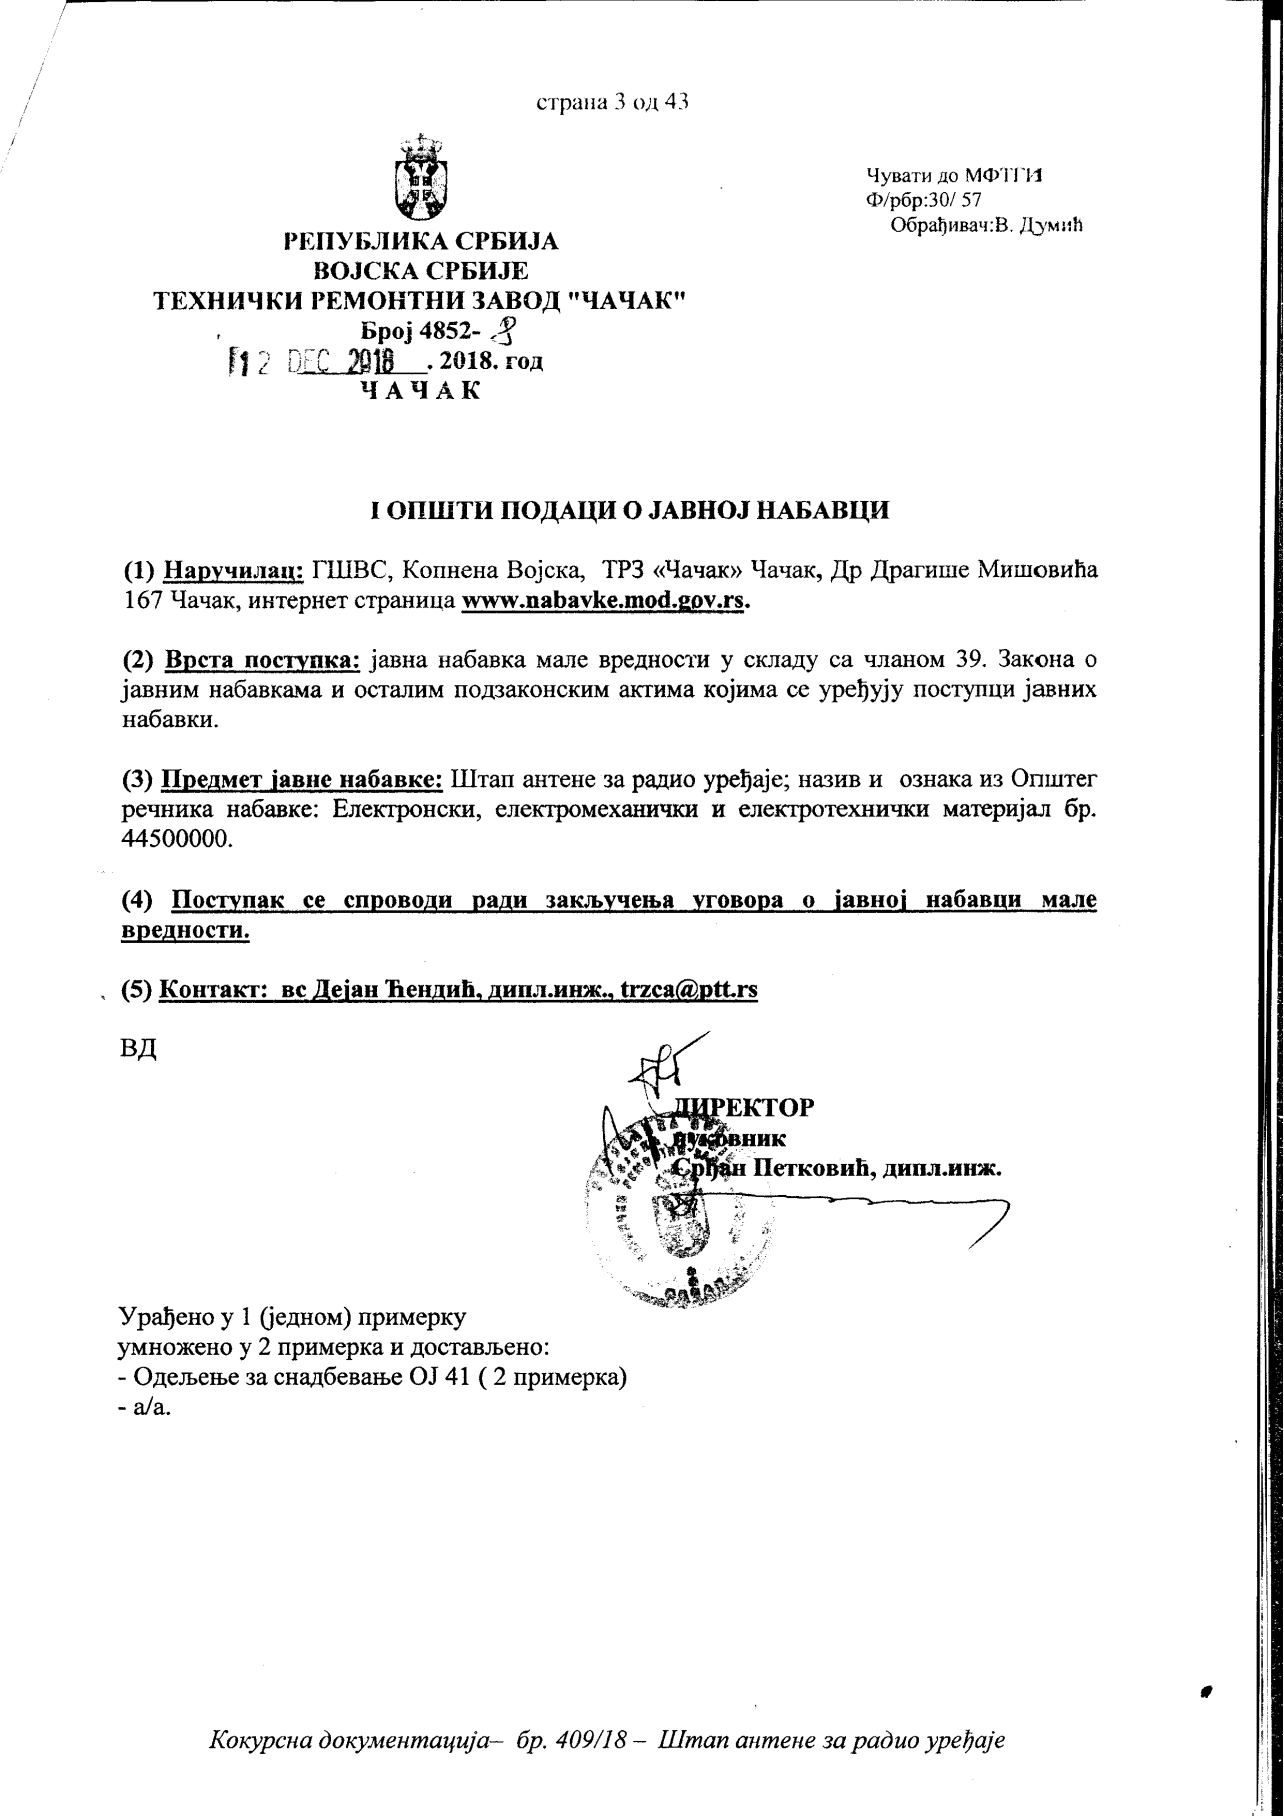 страна 3 од 43
Чувати до МФТГИ
Ф/рбр:30/ 57
Обрађивач:В. Думић
РЕПУБЛИКА СРБИЈА
ВОЈСКА СРБИЈЕ
ТЕХНИЧКИ РЕМОНТНИ ЗАВОД "ЧАЧАК"
Број 4852- 8
12 DEC 2018 . 2018. год
Ч А Ч А К
I ОПШТИ ПОДАЦИ О ЈАВНОЈ НАБАВЦИ
(1) Наручилац: ГШВС, Копнена Војска, ТРЗ «Чачак» Чачак, Др Драгише Мишовића
167 Чачак, интернет страница www.nabavke.mod.gov.rs.
(2) Врста поступка: јавна набавка мале вредности у складу са чланом 39. Закона о
јавним набавкама и осталим подзаконским актима којима се уређују поступци јавних
набавки.
(3) Предмет јавне набавке: Штап антене за радио уређаје; назив и ознака из Општег
речника набавке: Електронски, електромеханички и електротехнички материјал бр.
44500000.
(4) Поступак се спроводи ради закључења уговора о јавној набавци мале
вредности.
(5) Контакт: вс Дејан Ћендић, дипл.инж., trzca@ptt.rs
ВД
ДИРЕКТОР
пуковник
Срђан Петковић, дипл.инж.
Урађено у 1 (једном) примерку
умножено у 2 примерка и достављено:
- Одељење за снадбевање ОЈ 41 ( 2 примерка)
- а/а.
Кокурсна документација– бр. 409/18 – Штап антене за радио уређаје